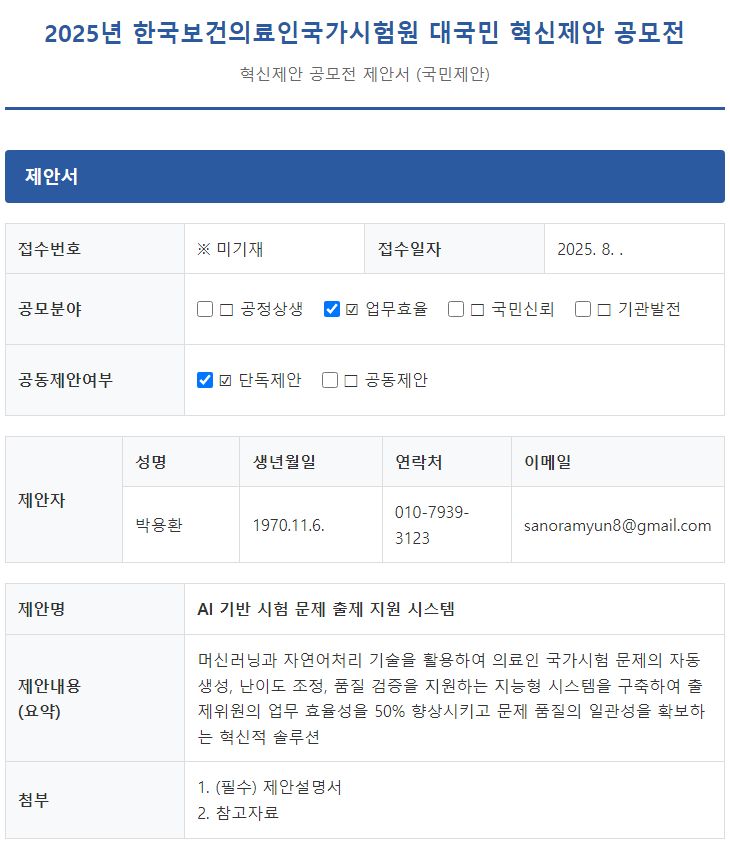 2025년 한국보건의료인국가시험원 대국민 혁신제안 공모전
혁신제안 공모전 제안서 (국민제안)
제안서
접수번호 ※ 미기재 접수일자 2025. 8. .
공모분야 □ 공정상생 ☑ 업무효율 □ 국민신뢰 □ 기관발전
공동제안여부 ☑ 단독제안 □ 공동제안
제안자
성명 생년월일 연락처 이메일
박용환 1970.11.6. 010-7939-
3123 sanoramyun8@gmail.com
제안명 AI 기반 시험 문제 출제 지원 시스템
제안내용
(요약)
머신러닝과 자연어처리 기술을 활용하여 의료인 국가시험 문제의 자동
생성, 난이도 조정, 품질 검증을 지원하는 지능형 시스템을 구축하여 출
제위원의 업무 효율성을 50% 향상시키고 문제 품질의 일관성을 확보하
는 혁신적 솔루션
첨부
1. (필수) 제안설명서
2. 참고자료